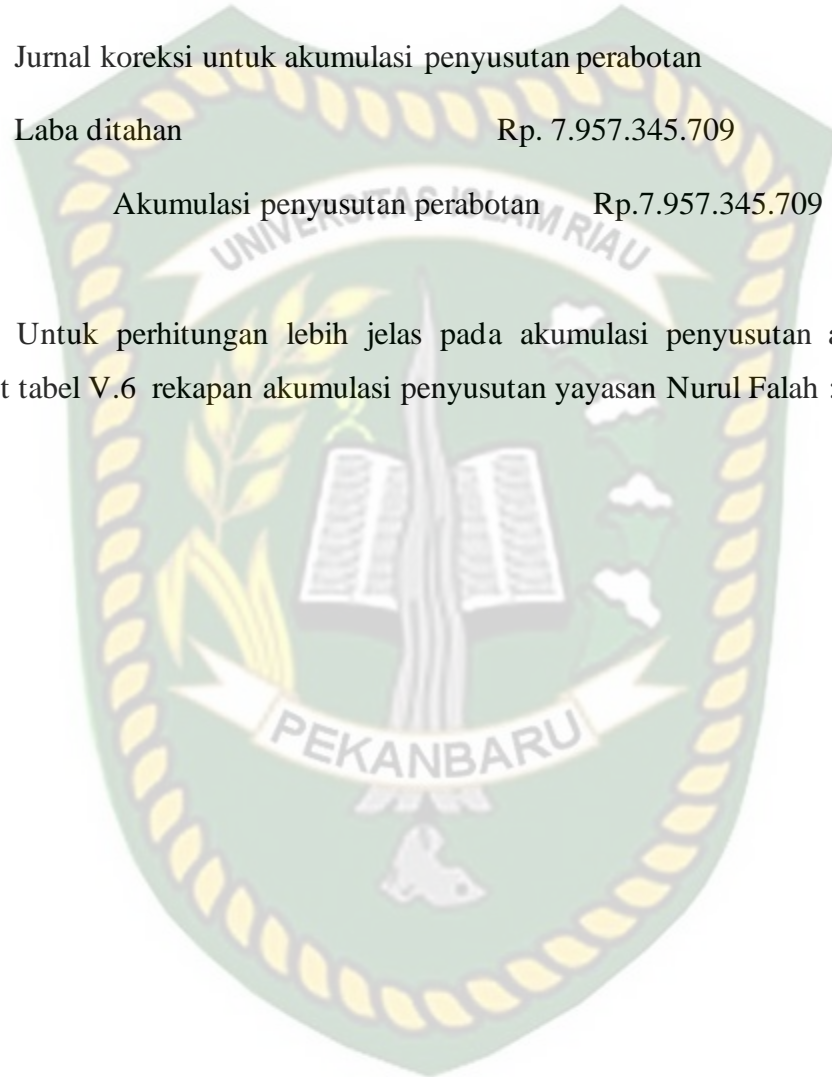 Jurnal koreksi untuk akumulasi penyusutan perabotan
Laba ditahan Rp. 7.957.345.709
Akumulasi penyusutan perabotan Rp.7.957.345.709
UNIVERSITAS ISLAM RIAU
Untuk perhitungan lebih jelas pada akumulasi penyusutan a
t tabel V.6 rekapan akumulasi penyusutan yayasan Nurul Falah :
PEKANBARU